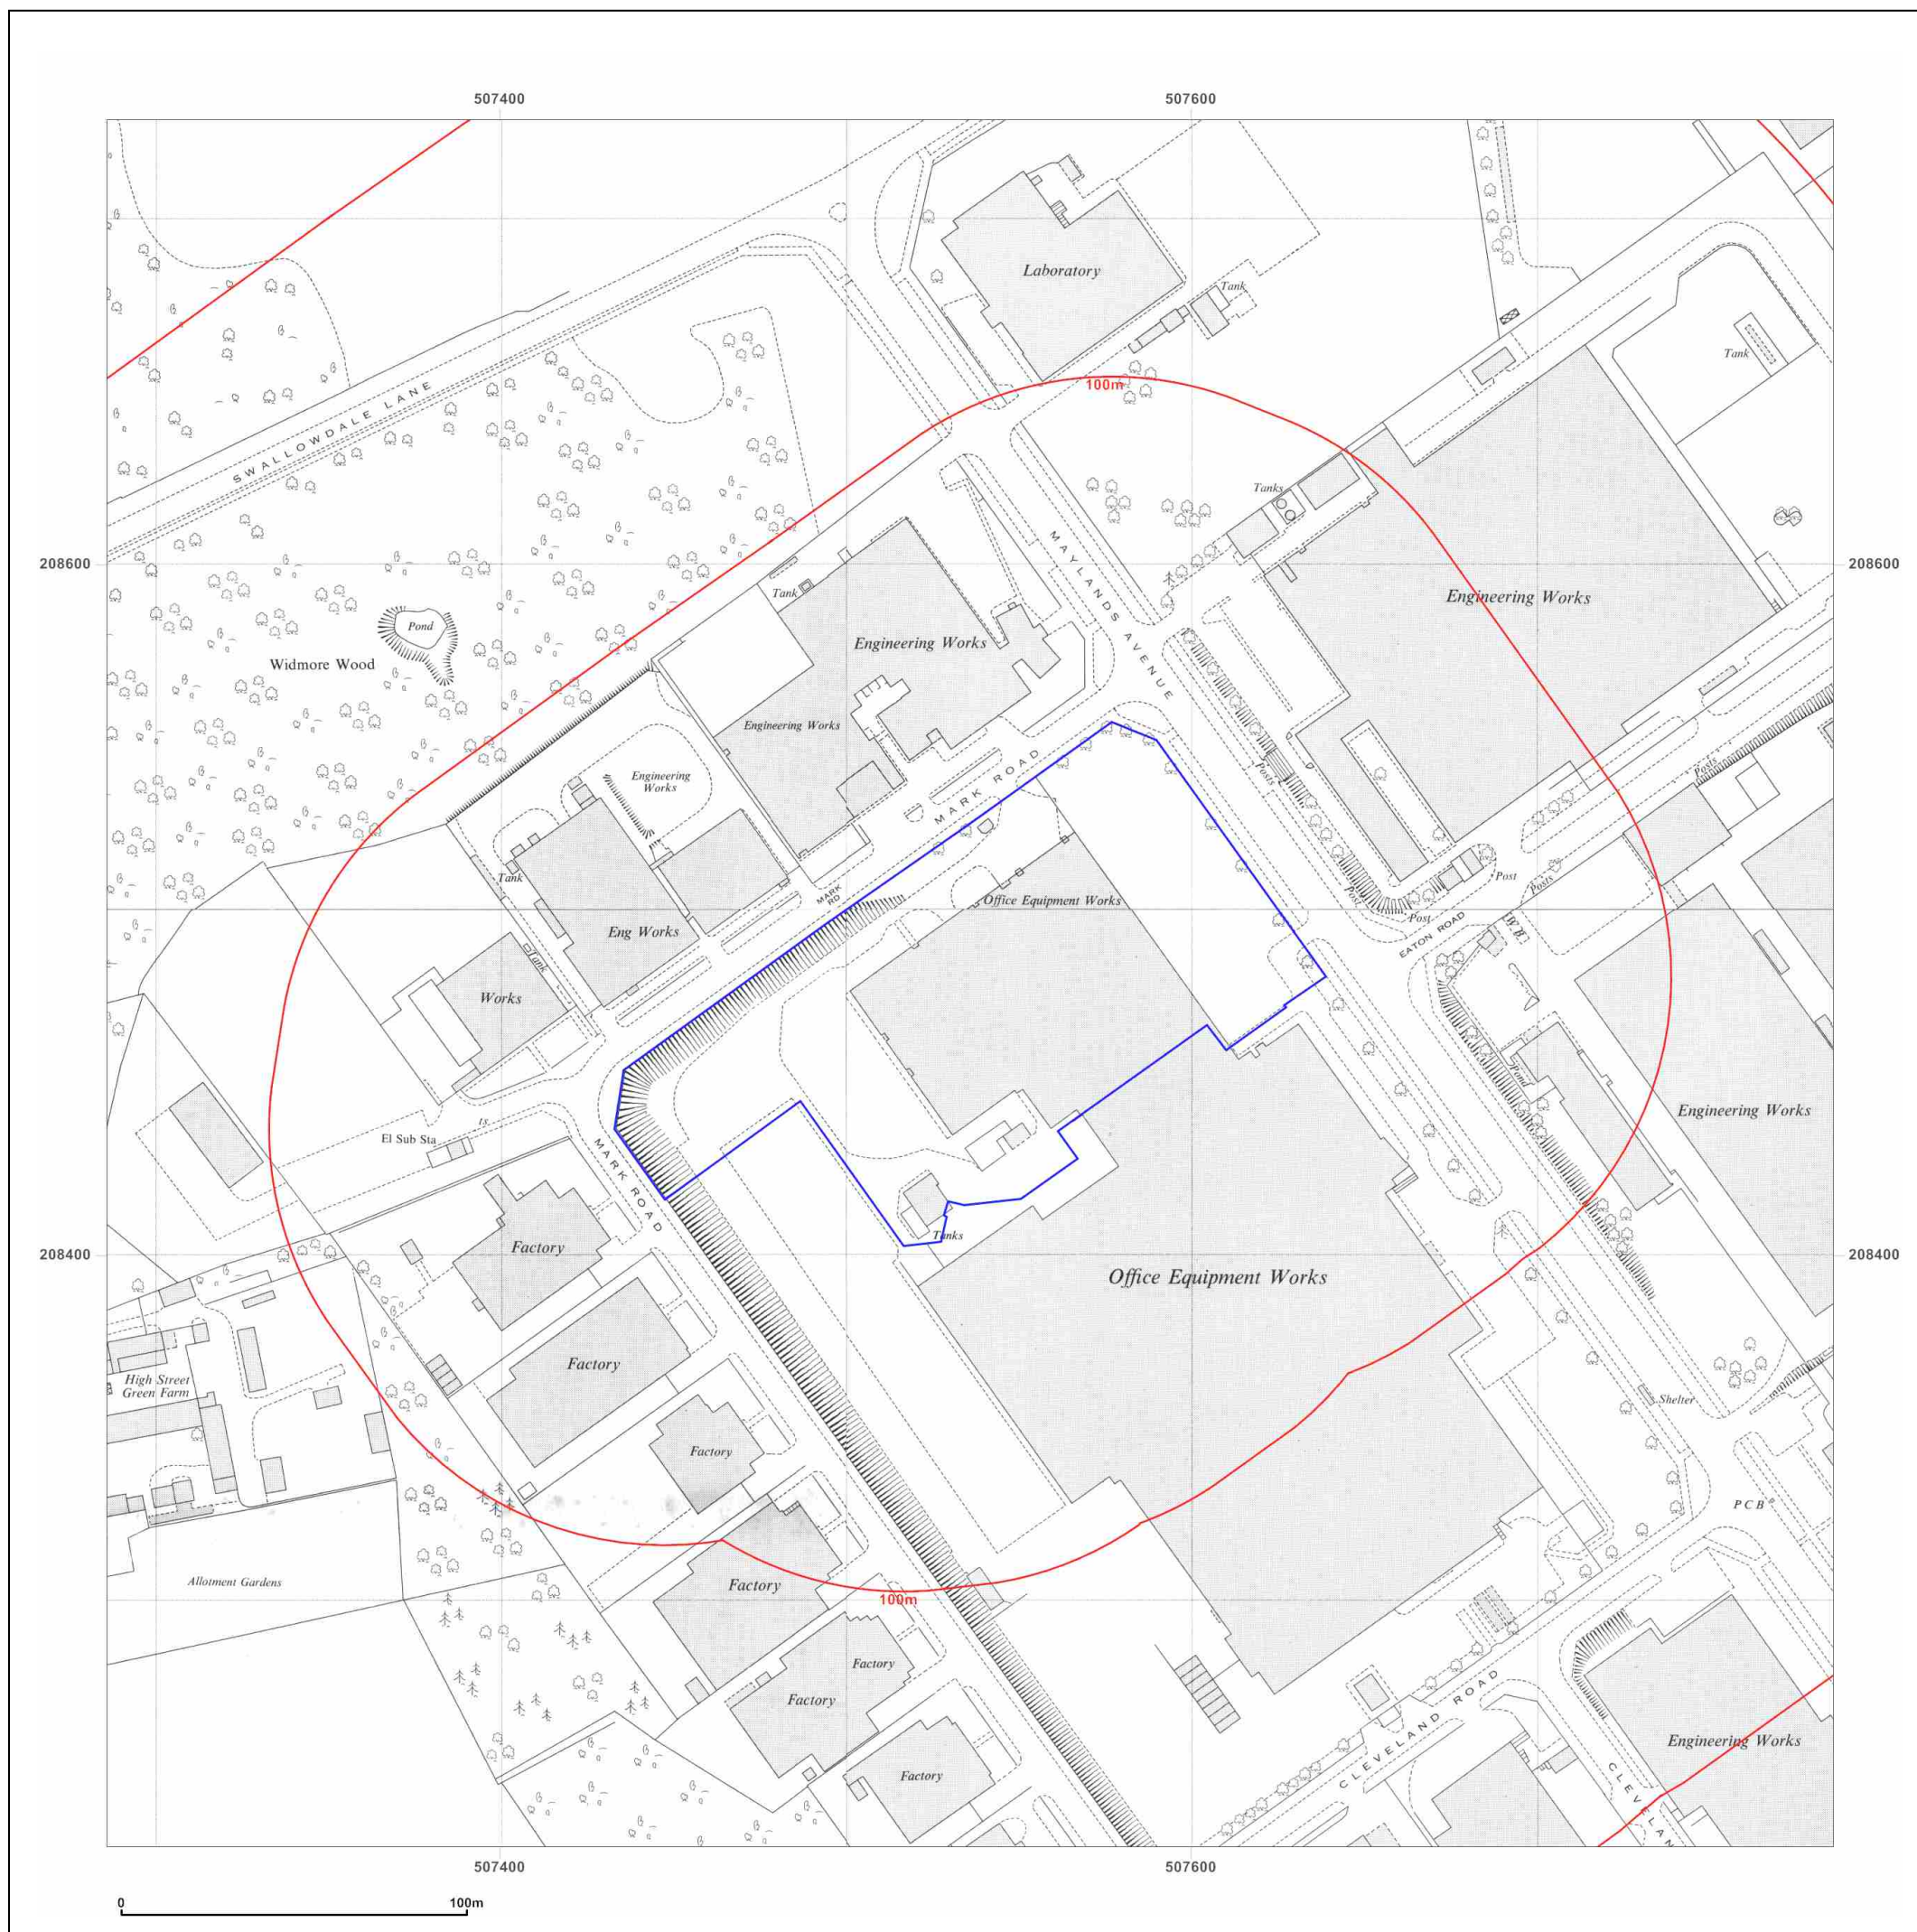 507400
507600
Laboratory
Tank
Tank
100m
SWALLOWDALE LANE
Tanks
208600
208600
MAYLANDS AVENUE
Tank
Engineering Works
Pond
Engineering Works
Widmore Wood
Engineering Works
Posts
Posts
Engineering
Works
MARK ROAD
Tank
MARK
RD
Office Equipment Works
Post
Posts
Post
Post
EATON ROAD
PCB
Eng Works
Tank
Works
Pond
Engineering Works
ts.
El Sub Sta
MARK ROAD
Tanks
Factory
208400
208400
Office Equipment Works
Factory
High Street
Green Farm
Shelter
Factory
PCB
Allotment Gardens
Factory
100m
Factory
Factory
CLEVELAND ROAD
Engineering Works
Factory
CLEVELAN
507400
507600
0
100m